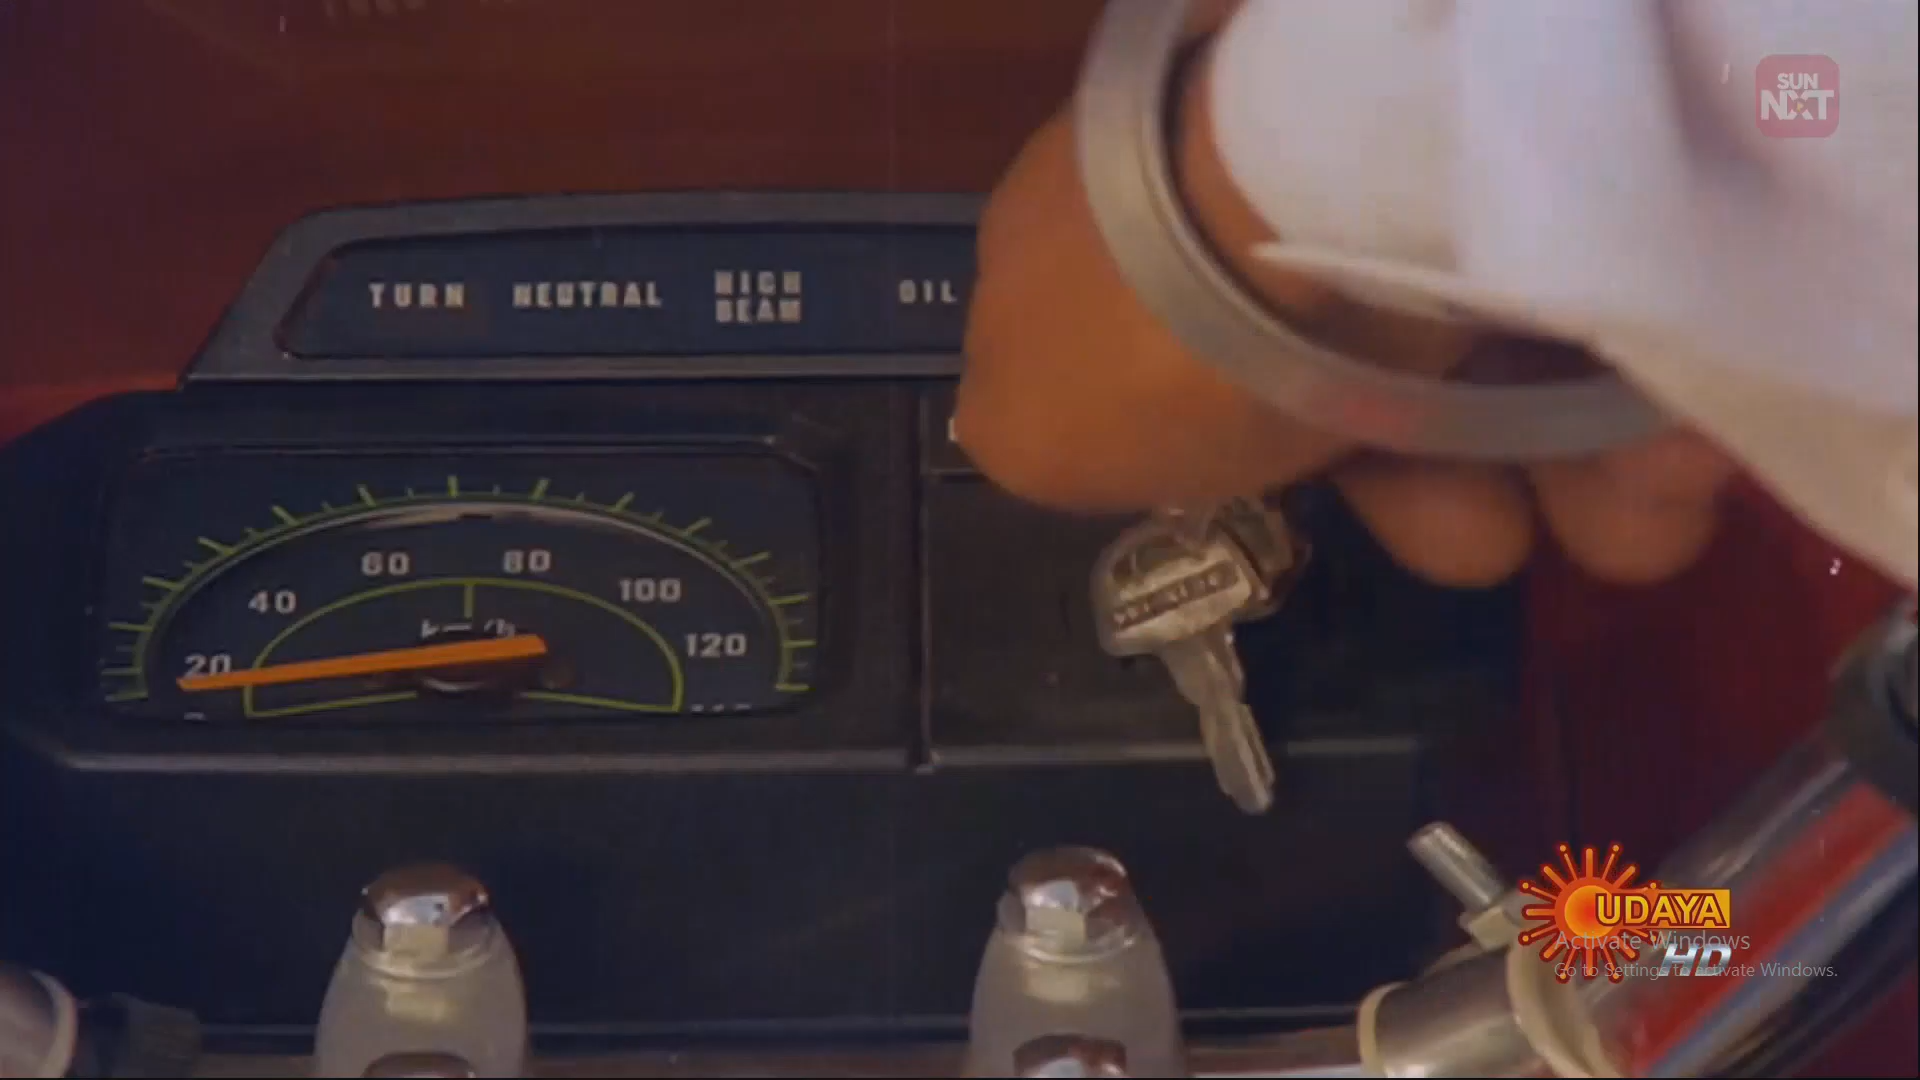 SUN
NXT
TURN NEUTRAL HIGH BEAM OIL
60 80
40 100
20 120
km/h
UDAYA
HD
Activate Windows
Go to Settings to activate Windows.